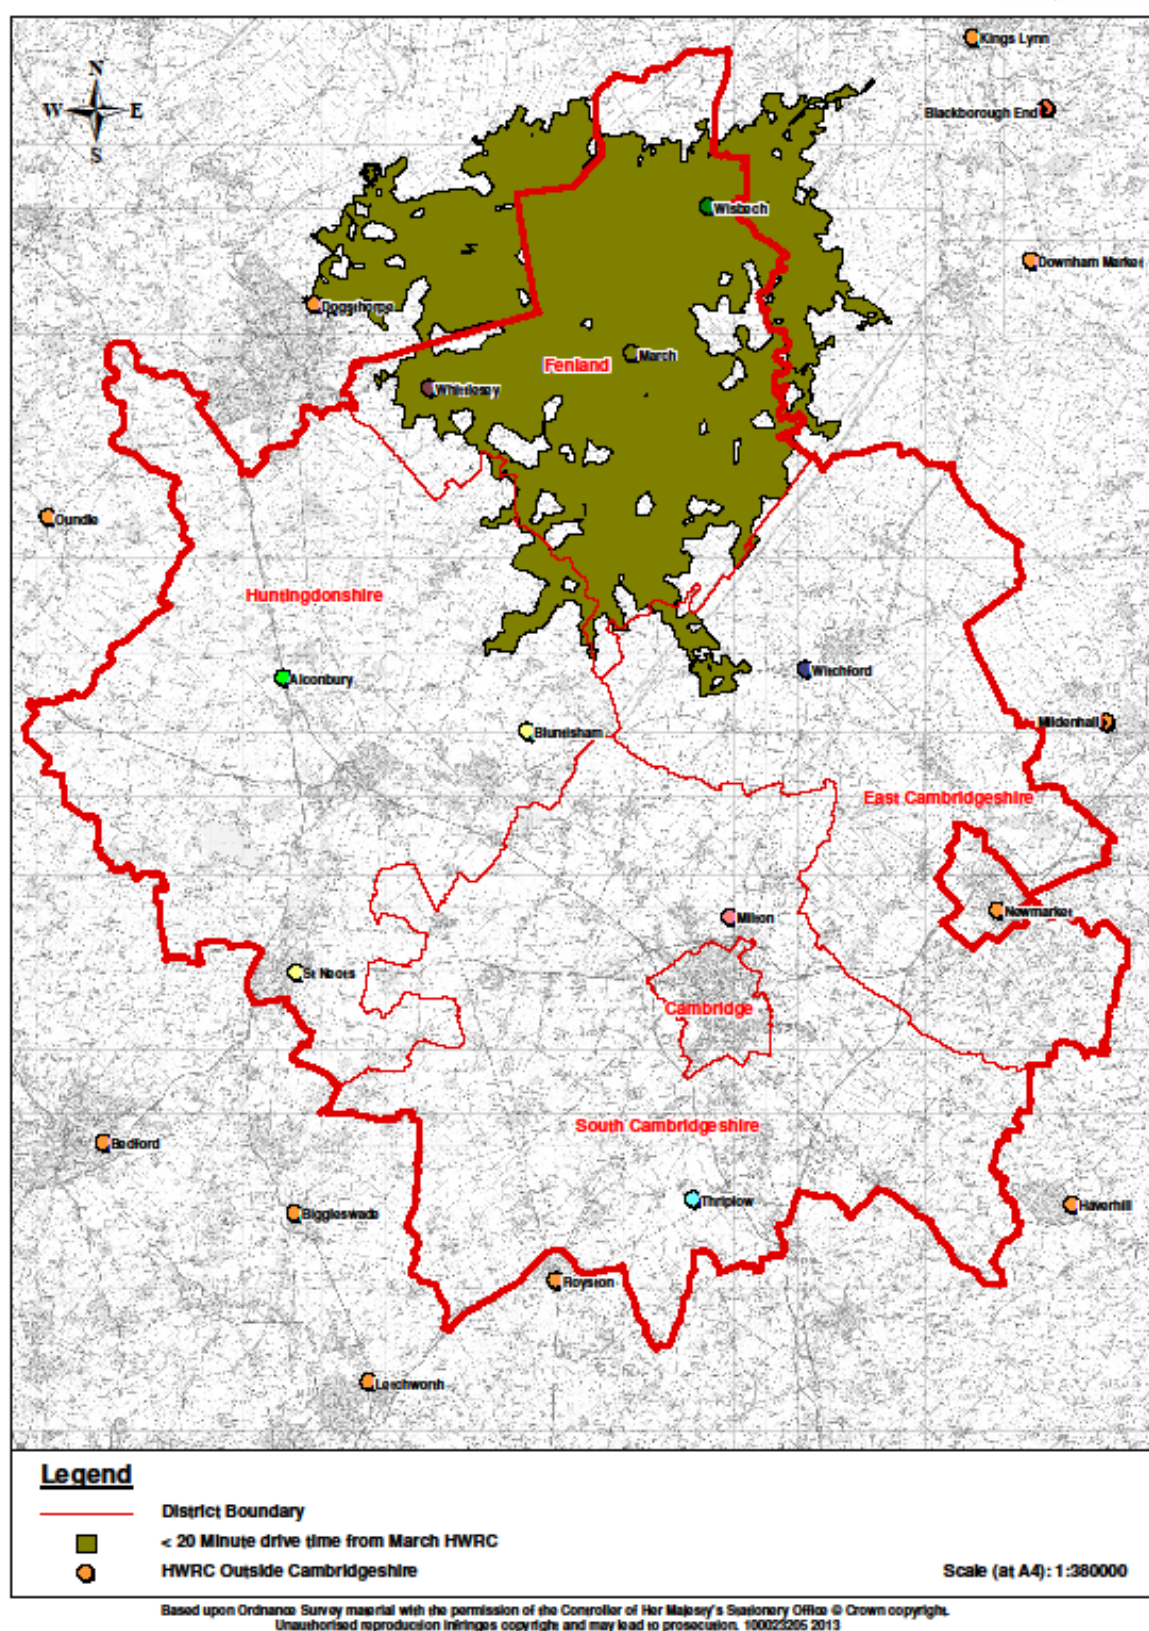 Kings Lynn
N
W E
S
Blackborough End
Wisbech
Downham Market
Dogsthorpe
March
Fenland
Whittlesey
Oundle
Huntingdonshire
Witchford
Alconbury
Mildenhall
Bluntisham
East Cambridgeshire
Newmarket
Milton
St Neots
Cambridge
South Cambridgeshire
Bedford
Thriplow
Haverhill
Biggleswade
Royston
Letchworth
Legend
District Boundary
< 20 Minute drive time from March HWRC
HWRC Outside Cambridgeshire
Scale (at A4): 1:380000
Based upon Ordnance Survey material with the permission of the Controller of Her Majesty's Stationery Office © Crown copyright.
Unauthorised reproduction infringes copyright and may lead to prosecution. 100023205 2013